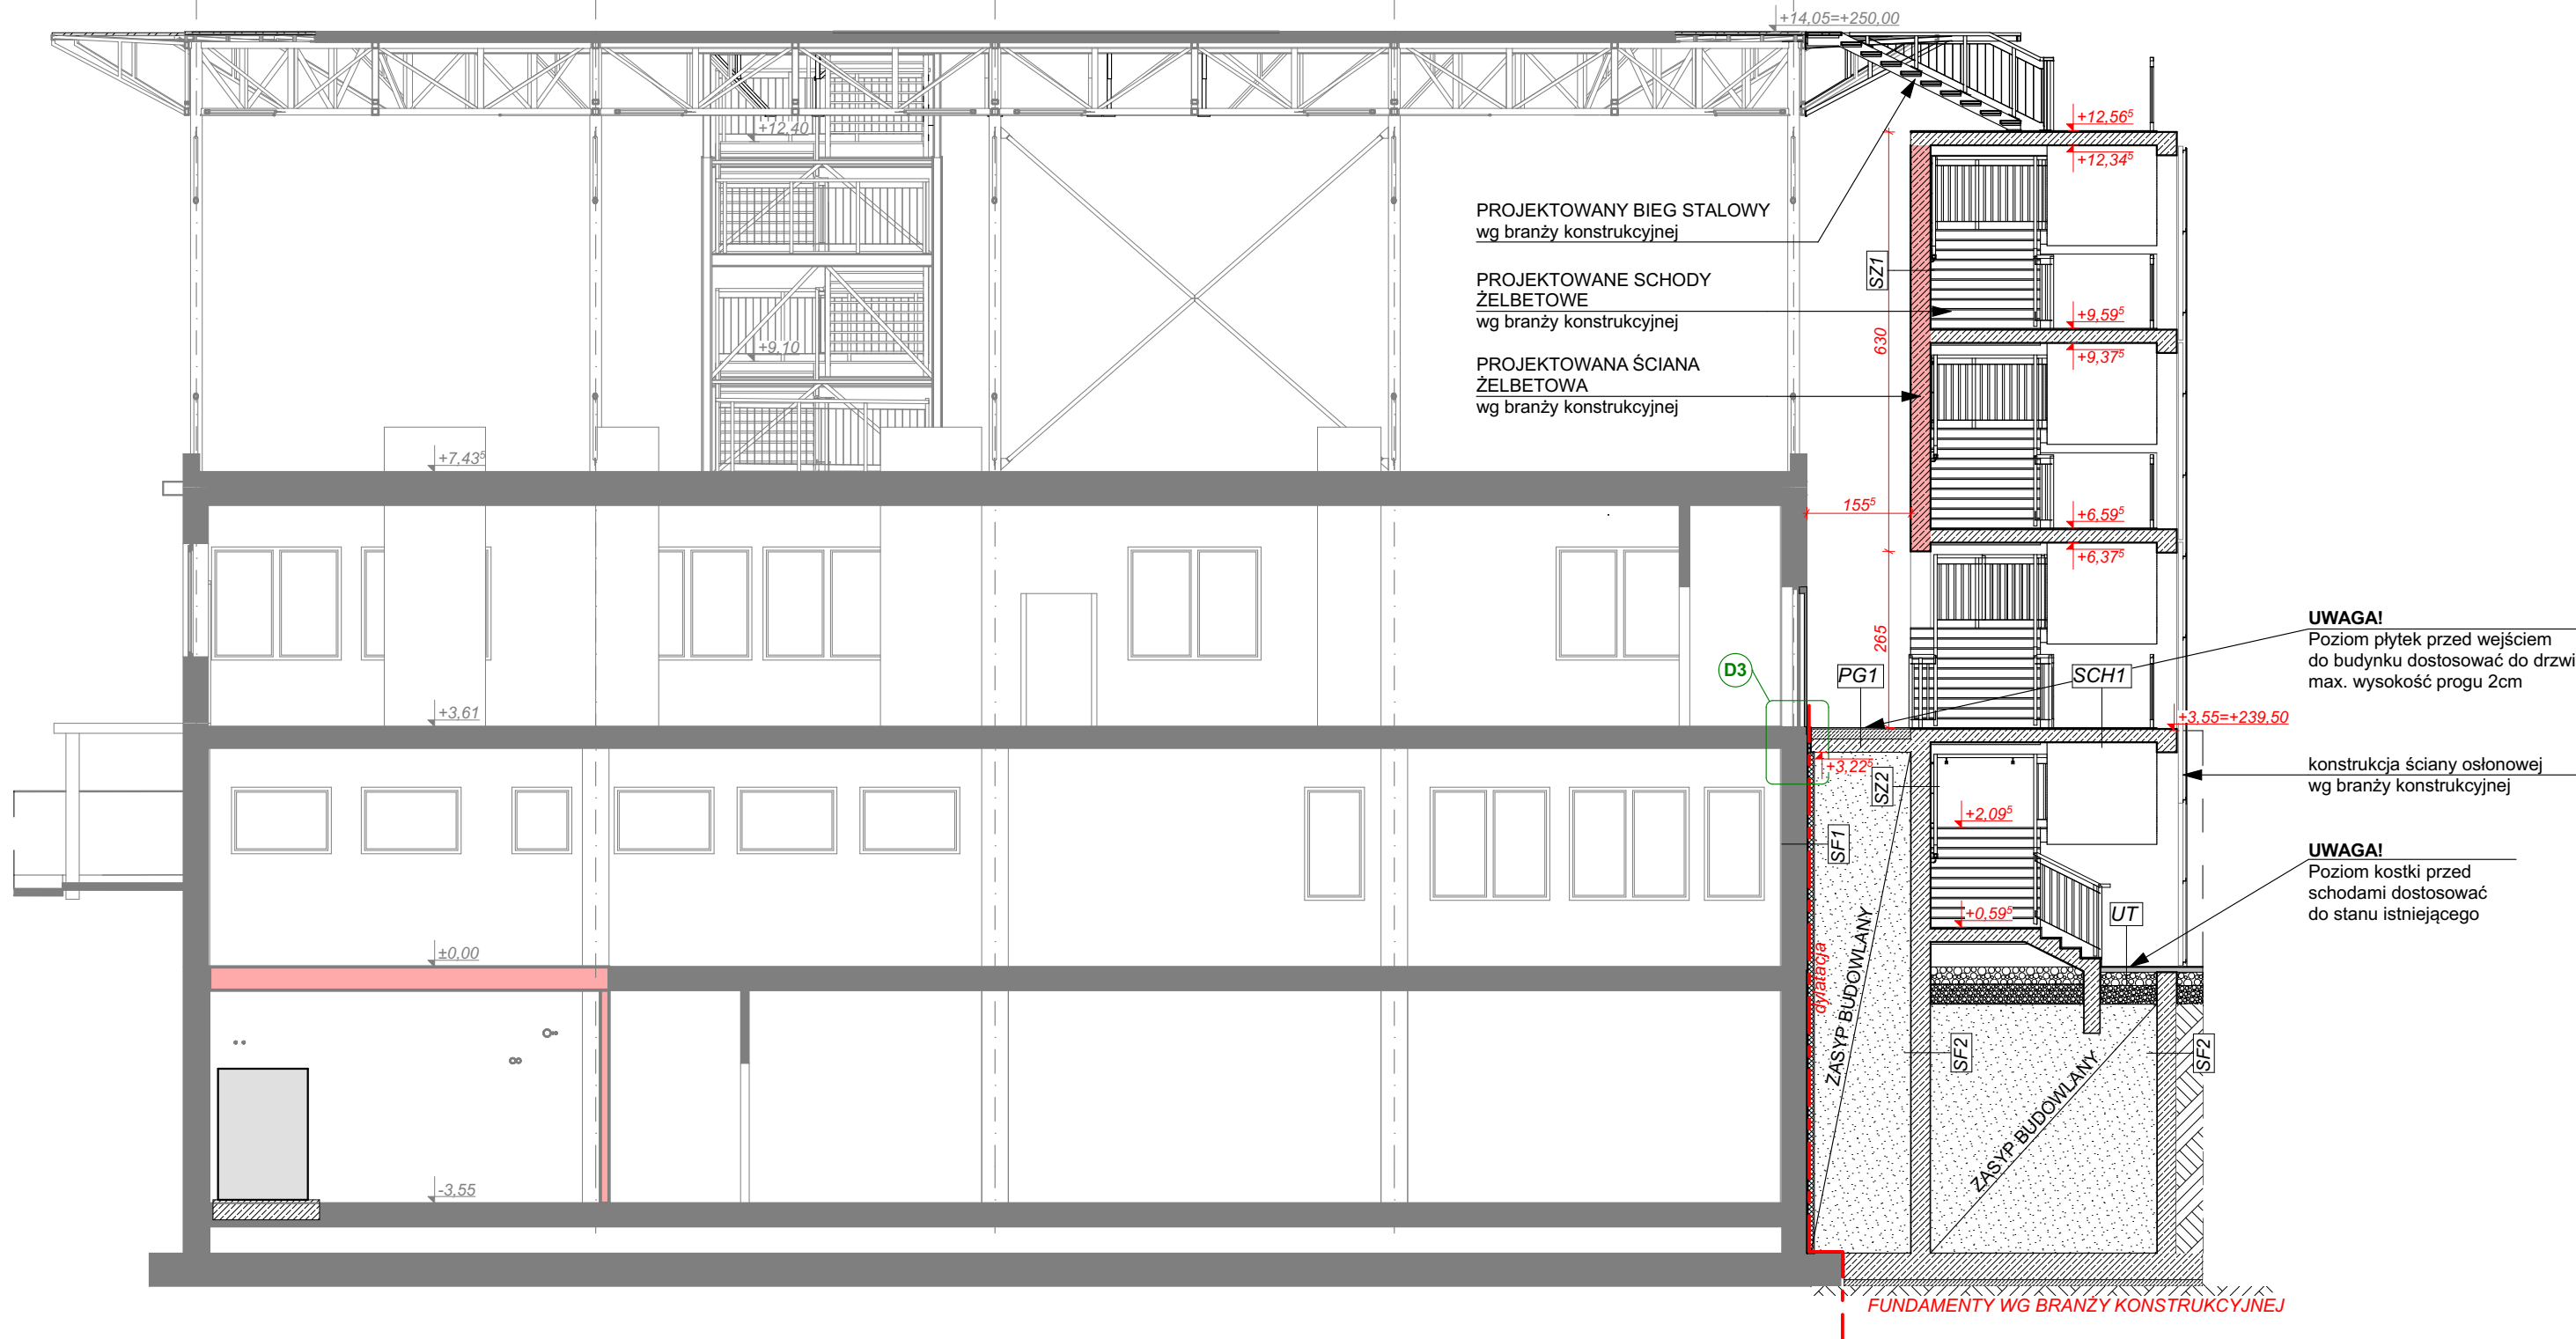 +14,05=+250,00
+12,40
+12,56⁵
+12,34⁵
PROJEKTOWANY BIEG STALOWY
wg branży konstrukcyjnej
SZ1
PROJEKTOWANE SCHODY
ŻELBETOWE
wg branży konstrukcyjnej
+9,59⁵
+9,10
630
+9,37⁵
PROJEKTOWANA ŚCIANA
ŻELBETOWA
wg branży konstrukcyjnej
+7,43⁵
155⁵
+6,59⁵
+6,37⁵
265
UWAGA!
Poziom płytek przed wejściem
do budynku dostosować do drzwi
max. wysokość progu 2cm
D3
PG1
SCH1
+3,61
+3,55=+239,50
+3,22⁵
SZ2
konstrukcja ściany osłonowej
wg branży konstrukcyjnej
+2,09⁵
SF1
UWAGA!
Poziom kostki przed
schodami dostosować
do stanu istniejącego
+0,59⁵
UT
±0,00
dylatacja
ZASYP BUDOWLANY
SF2
SF2
ZASYP BUDOWLANY
-3,55
FUNDAMENTY WG BRANŻY KONSTRUKCYJNEJ